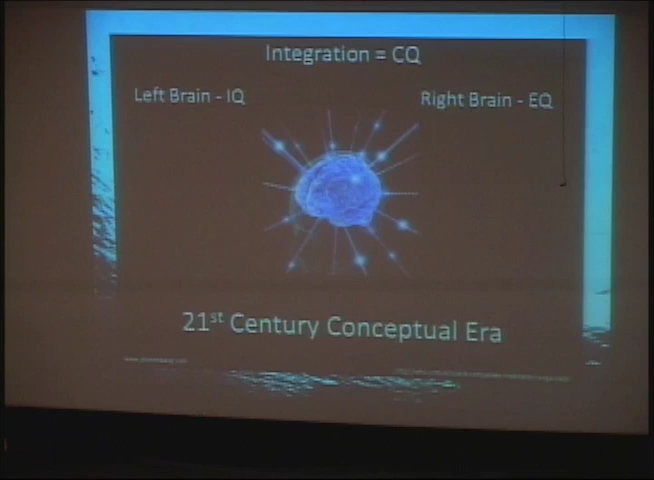 Integration = CQ
Left Brain - IQ
Right Brain - EQ
21st Century Conceptual Era